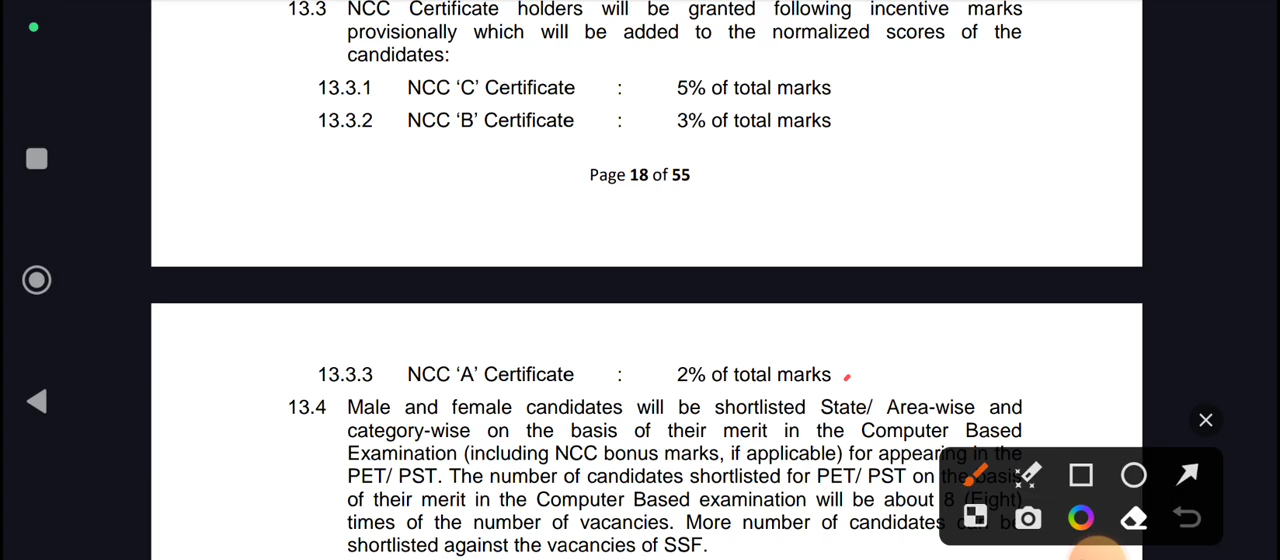 13.3 NCC Certificate holders will be granted following incentive marks
provisionally which will be added to the normalized scores of the
candidates:
13.3.1 NCC ‘C’ Certificate : 5% of total marks
13.3.2 NCC ‘B’ Certificate : 3% of total marks
Page 18 of 55
13.3.3 NCC ‘A’ Certificate : 2% of total marks
13.4 Male and female candidates will be shortlisted State/ Area-wise and
category-wise on the basis of their merit in the Computer Based
Examination (including NCC bonus marks, if applicable) for appearing in the
PET/ PST. The number of candidates shortlisted for PET/ PST on the basis
of their merit in the Computer Based examination will be about 8 (Eight)
times of the number of vacancies. More number of candidates can be
shortlisted against the vacancies of SSF.